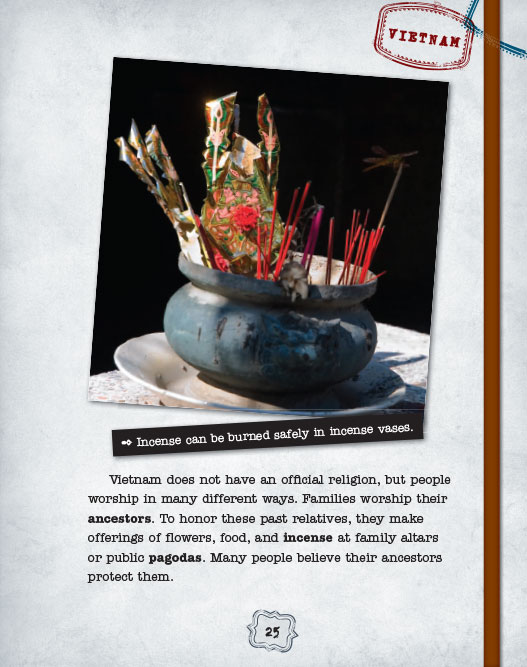 VIETNAM
➺ Incense can be burned safely in incense vases.
Vietnam does not have an official religion, but people
worship in many different ways. Families worship their
ancestors. To honor these past relatives, they make
offerings of flowers, food, and incense at family altars
or public pagodas. Many people believe their ancestors
protect them.
25